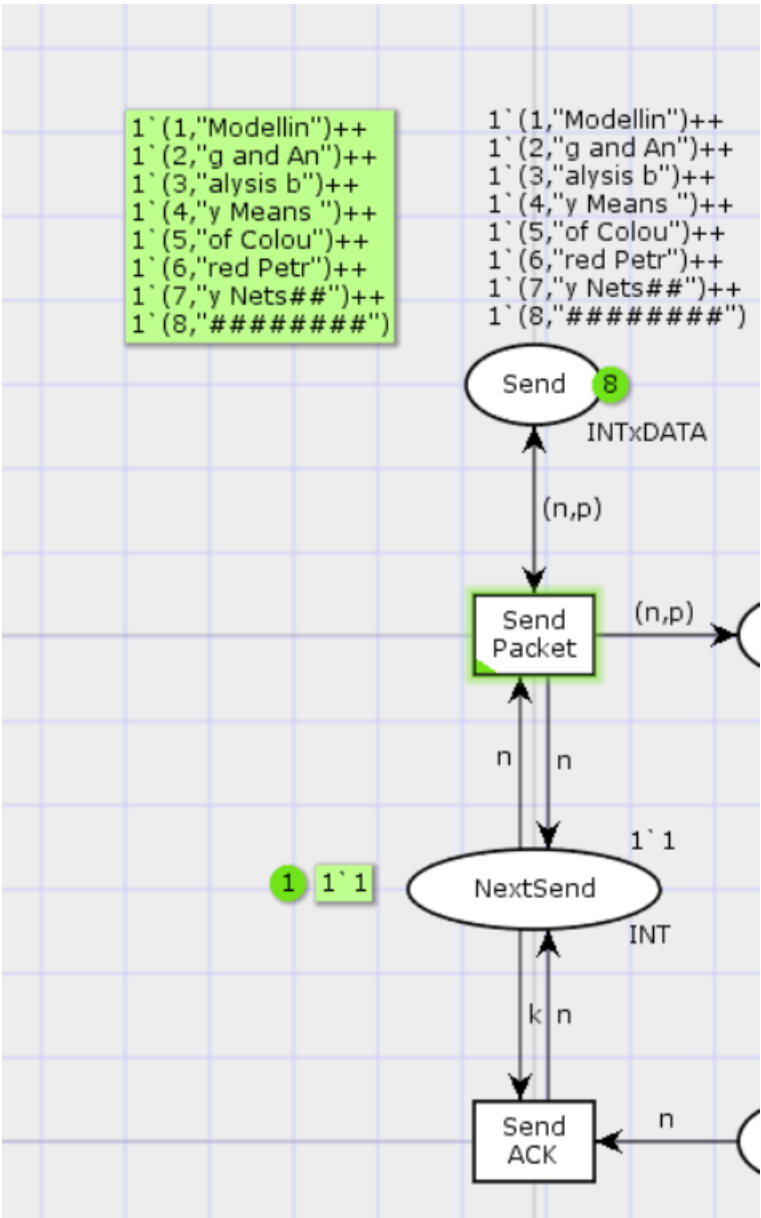 1`(1,"Modellin")++
1`(2,"g and An")++
1`(3,"alysis b")++
1`(4,"y Means ")++
1`(5,"of Colou")++
1`(6,"red Petr")++
1`(7,"y Nets##")++
1`(8,"########")
1`(1,"Modellin")++
1`(2,"g and An")++
1`(3,"alysis b")++
1`(4,"y Means ")++
1`(5,"of Colou")++
1`(6,"red Petr")++
1`(7,"y Nets##")++
1`(8,"########")
Send
8
INTxDATA
(n,p)
Send
Packet
(n,p)
n
n
1`1
1
1`1
NextSend
INT
k
n
Send
ACK
n